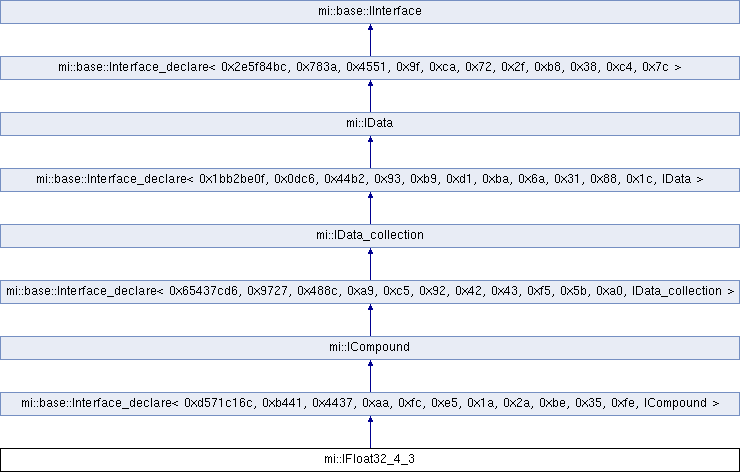 mi::base::IInterface
mi::base::Interface_declare< 0x2e5f84bc, 0x783a, 0x4551, 0x9f, 0xca, 0x72, 0x2f, 0xb8, 0x38, 0xc4, 0x7c >
mi::IData
mi::base::Interface_declare< 0x1bb2be0f, 0x0dc6, 0x44b2, 0x93, 0xb9, 0xd1, 0xba, 0x6a, 0x31, 0x88, 0x1c, IData >
mi::IData_collection
mi::base::Interface_declare< 0x65437cd6, 0x9727, 0x488c, 0xa9, 0xc5, 0x92, 0x42, 0x43, 0xf5, 0x5b, 0xa0, IData_collection >
mi::ICompound
mi::base::Interface_declare< 0xd571c16c, 0xb441, 0x4437, 0xaa, 0xfc, 0xe5, 0x1a, 0x2a, 0xbe, 0x35, 0xfe, ICompound >
mi::IFloat32_4_3